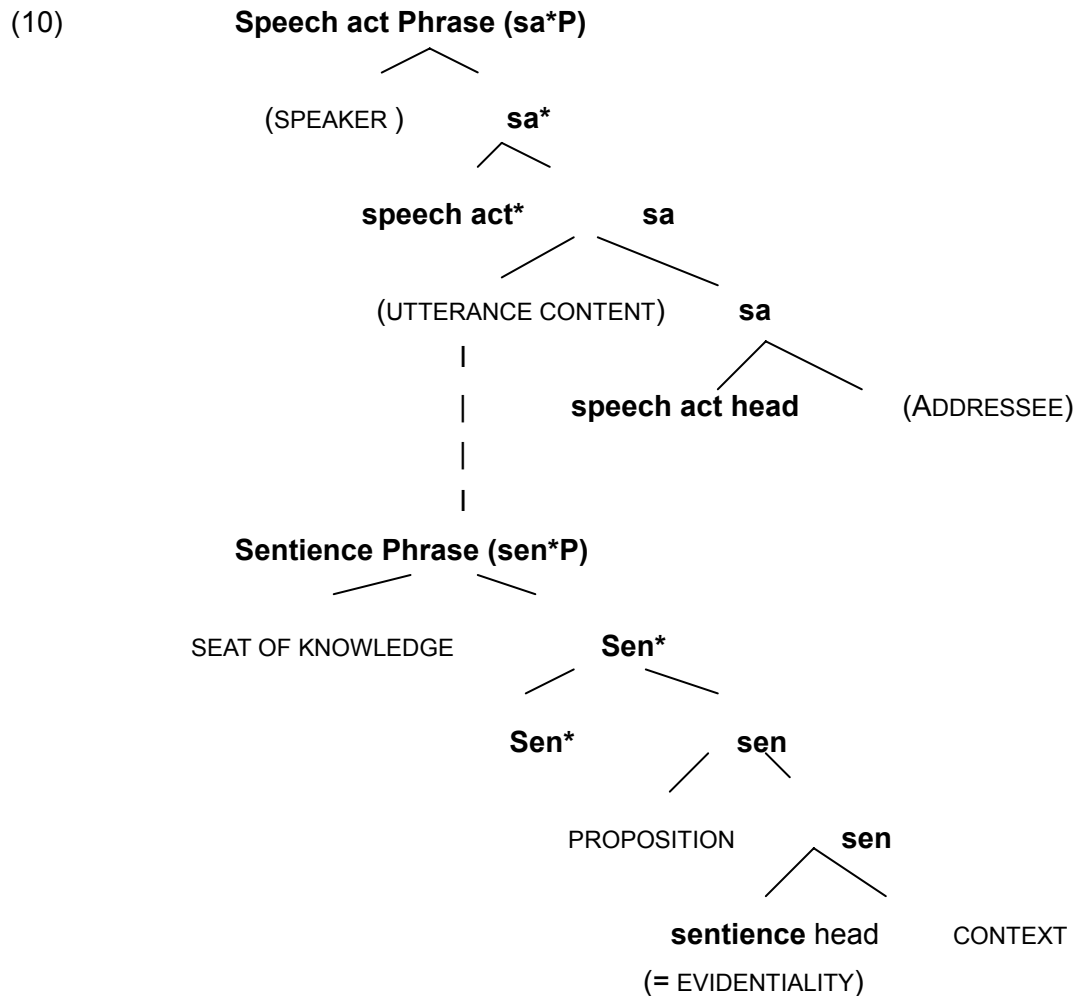 (10) Speech act Phrase (sa*P)
(SPEAKER ) sa*
speech act* sa
(UTTERANCE CONTENT) sa
speech act head (ADDRESSEE)
Sentience Phrase (sen*P)
SEAT OF KNOWLEDGE Sen*
Sen* sen
PROPOSITION sen
sentience head CONTEXT
(= EVIDENTIALITY)